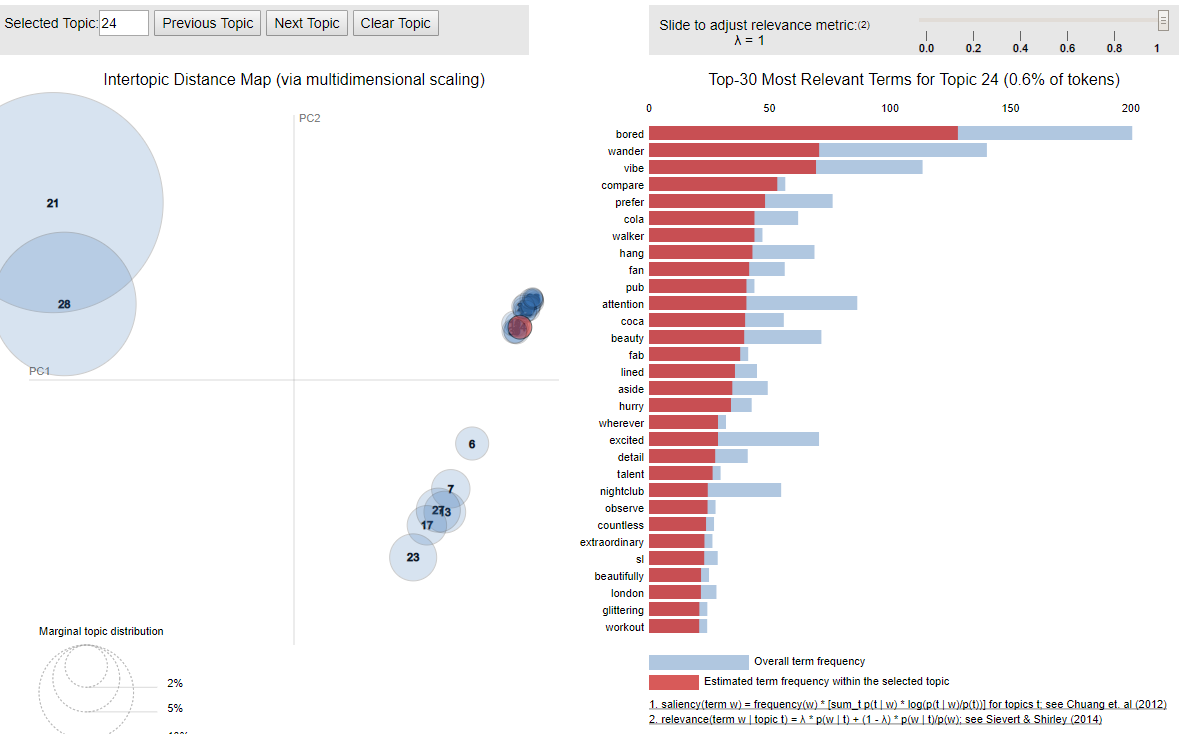 Selected Topic: 24 Previous Topic Next Topic Clear Topic
Slide to adjust relevance metric:(2)
λ = 1
0.0 0.2 0.4 0.6 0.8 1
Intertopic Distance Map (via multidimensional scaling)
PC2
PC1
21
28
6
7
27
13
17
23
Marginal topic distribution
2%
5%
Top-30 Most Relevant Terms for Topic 24 (0.6% of tokens)
0 50 100 150 200
bored
wander
vibe
compare
prefer
cola
walker
hang
fan
pub
attention
coca
beauty
fab
lined
aside
hurry
wherever
excited
detail
talent
nightclub
observe
countless
extraordinary
sl
beautifully
london
glittering
workout
Overall term frequency
Estimated term frequency within the selected topic
1. saliency(term w) = frequency(w) * [sum_t p(t | w) * log(p(t | w)/p(t))] for topics t; see Chuang et. al (2012)
2. relevance(term w | topic t) = λ * p(w | t) + (1 - λ) * p(w | t)/p(w); see Sievert & Shirley (2014)